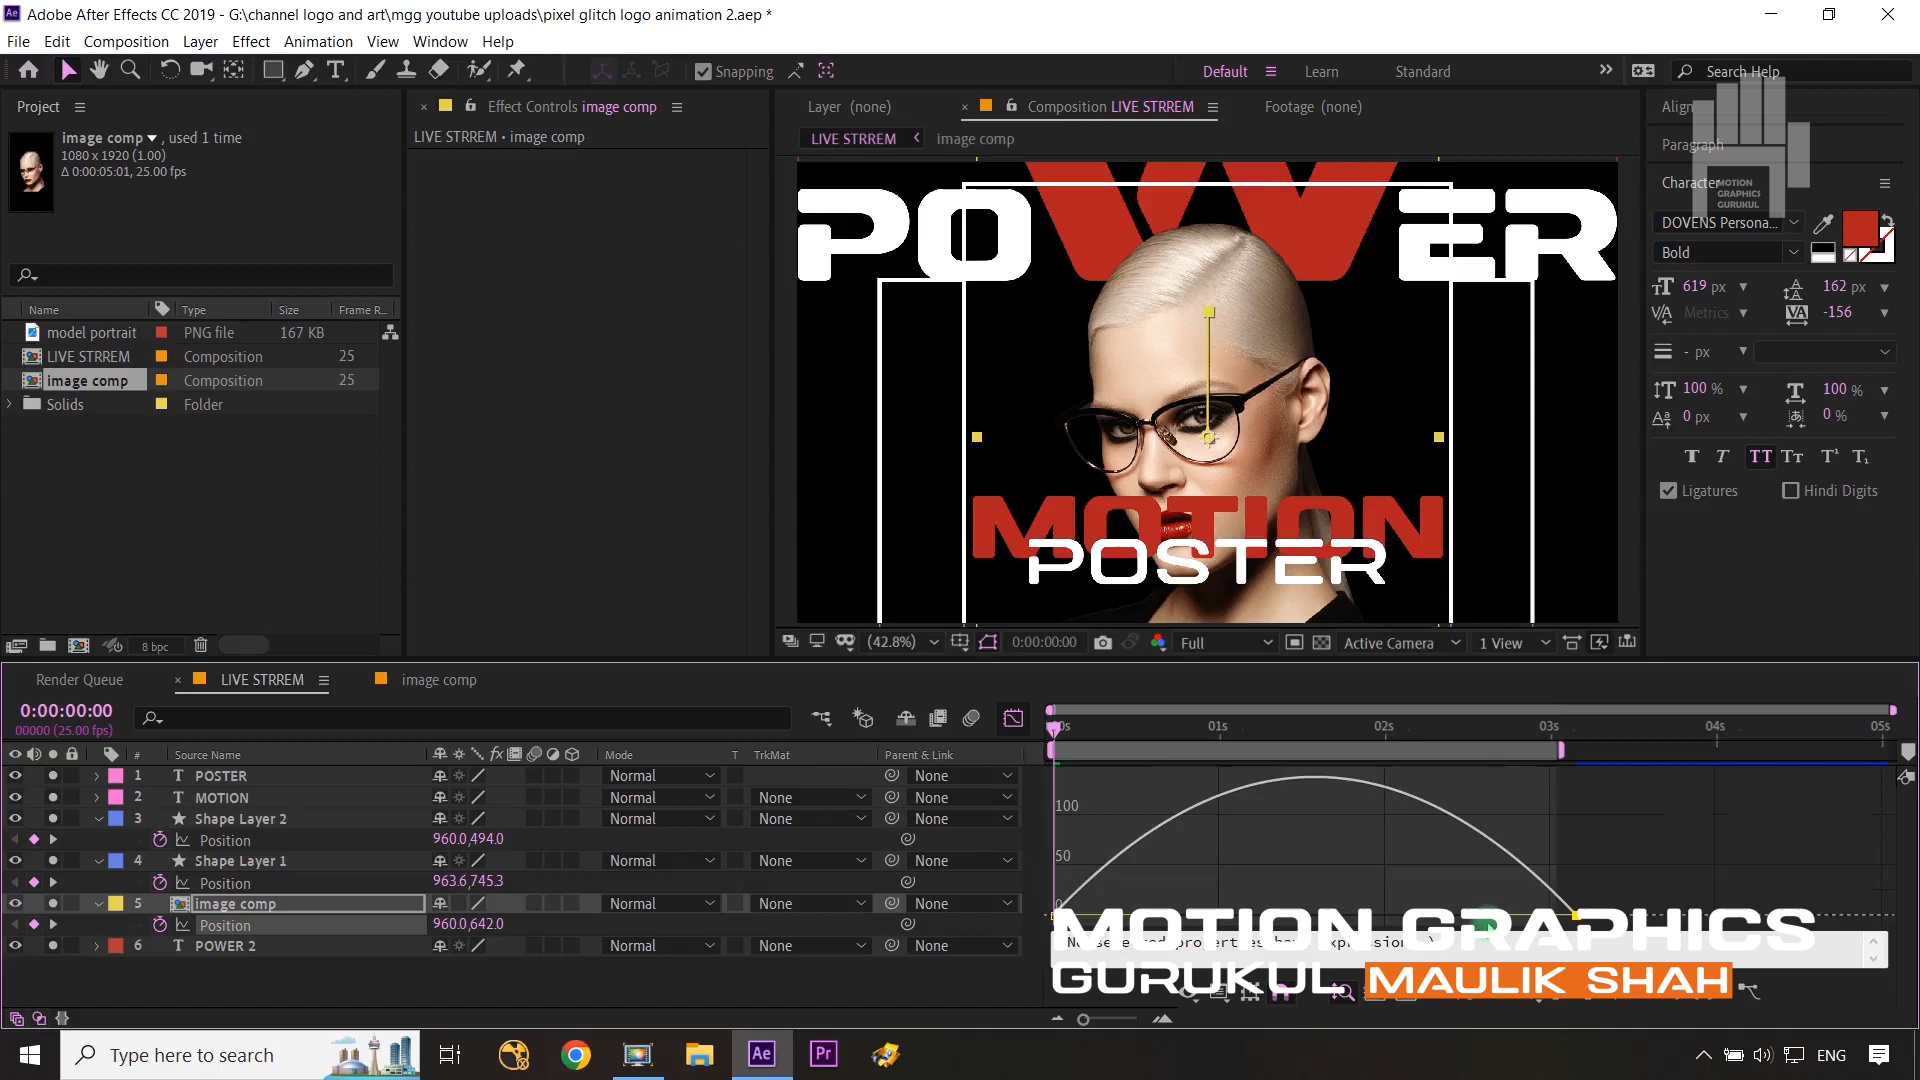 Adobe After Effects CC 2019 - G:\channel logo and art\mgg youtube uploads\pixel glitch logo animation 2.aep *
File Edit Composition Layer Effect Animation View Window Help
Snapping
Default Learn Standard Search Help
Project
image comp, used 1 time
1080 x 1920 (1.00)
Δ 0:00:05:01, 25.00 fps
Name Type Size Frame R...
model portrait PNG file 167 KB
LIVE STRREM Composition 25
image comp Composition 25
Solids Folder
8 bpc
Effect Controls image comp
LIVE STRREM • image comp
Layer (none) Composition LIVE STRREM Footage (none)
LIVE STRREM image comp
POWER
MOTION
POSTER
(42.8%) 0:00:00:00 Full Active Camera 1 View
Align
Paragraph
Character
MOTION
GRAPHICS
GURUKUL
DOVENS Persona...
Bold
619 px 162 px
Metrics -156
- px
100 % 100 %
0 px 0 %
Ligatures Hindi Digits
Render Queue LIVE STRREM image comp
0:00:00:00
00000 (25.00 fps)
00s 01s 02s 03s 04s 05s
# Source Name Mode T TrkMat Parent & Link
1 POSTER Normal None
2 MOTION Normal None None
3 Shape Layer 2 Normal None None
Position 960.0,494.0
4 Shape Layer 1 Normal None None
Position 963.6,745.3
5 image comp Normal None None
Position 960.0,642.0
6 POWER 2 Normal None None
100
50
0
MOTION GRAPHICS
GURUKUL MAULIK SHAH
Type here to search
Ae Pr
ENG